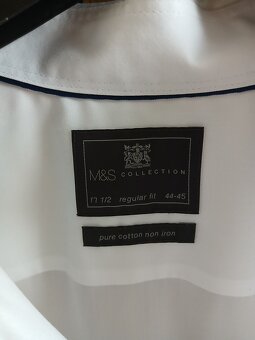 M&S COLLECTION
17 1/2 regular fit 44-45
pure cotton non iron